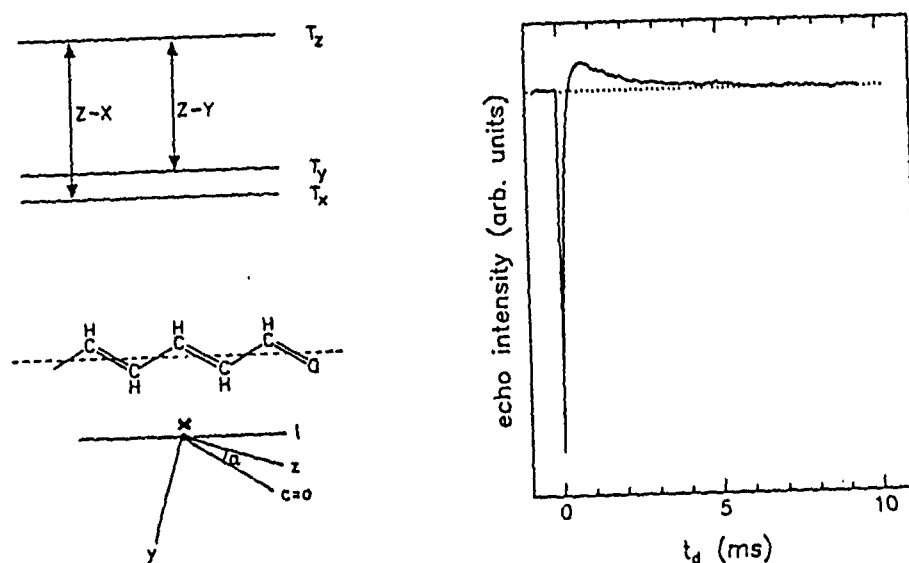 T_z
Z-X
Z-Y
T_y
T_x
H H H
C C C
C C O
H H
x
l
z
a
c=o
y
echo intensity (arb. units)
0 5 10
t_d (ms)